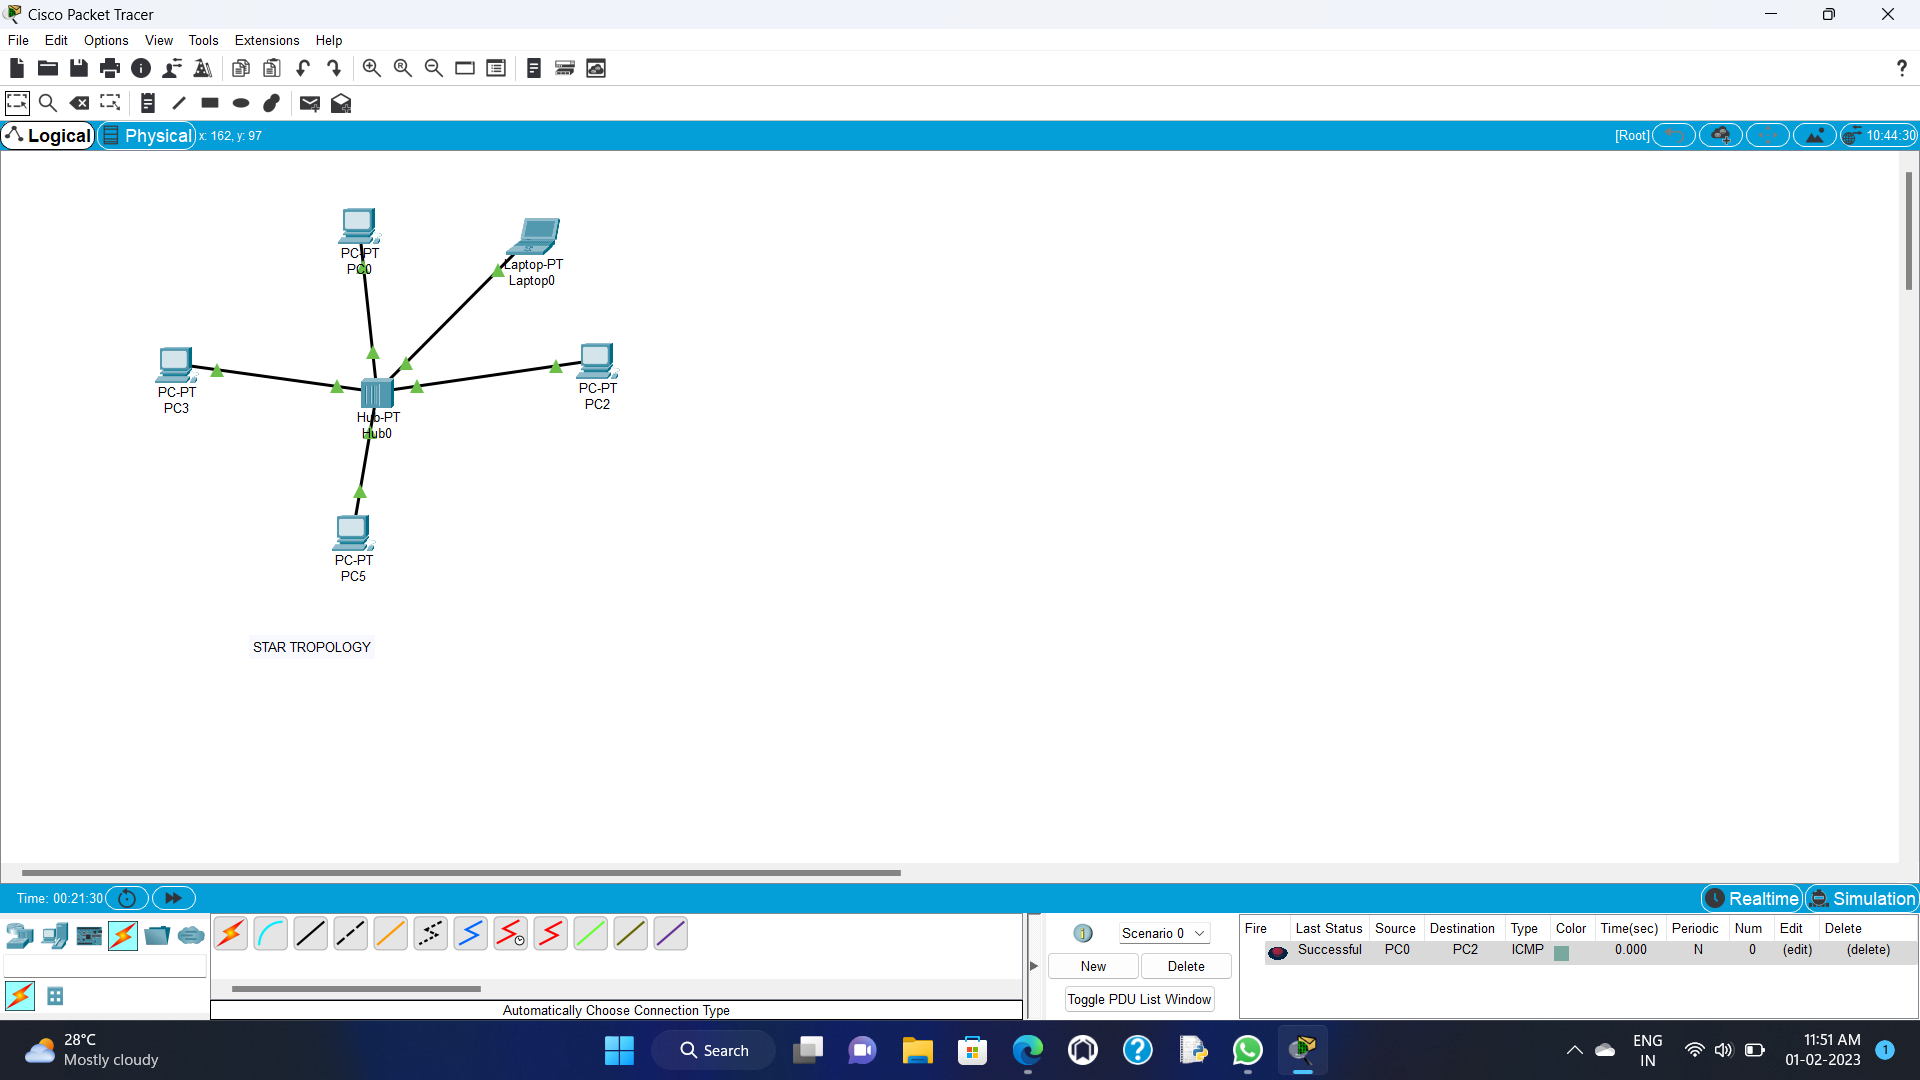 Cisco Packet Tracer
File Edit Options View Tools Extensions Help
?
Logical Physical x: 162, y: 97 [Root] 10:44:30
PC-PT
PC0
Laptop-PT
Laptop0
PC-PT
PC3
PC-PT
PC2
Hub-PT
Hub0
PC-PT
PC5
STAR TROPOLOGY
Time: 00:21:30 Realtime Simulation
Scenario 0
New Delete
Toggle PDU List Window
Fire Last Status Source Destination Type Color Time(sec) Periodic Num Edit Delete
Successful PC0 PC2 ICMP 0.000 N 0 (edit) (delete)
Automatically Choose Connection Type
28°C
Mostly cloudy
Search
ENG
IN
11:51 AM
01-02-2023
1